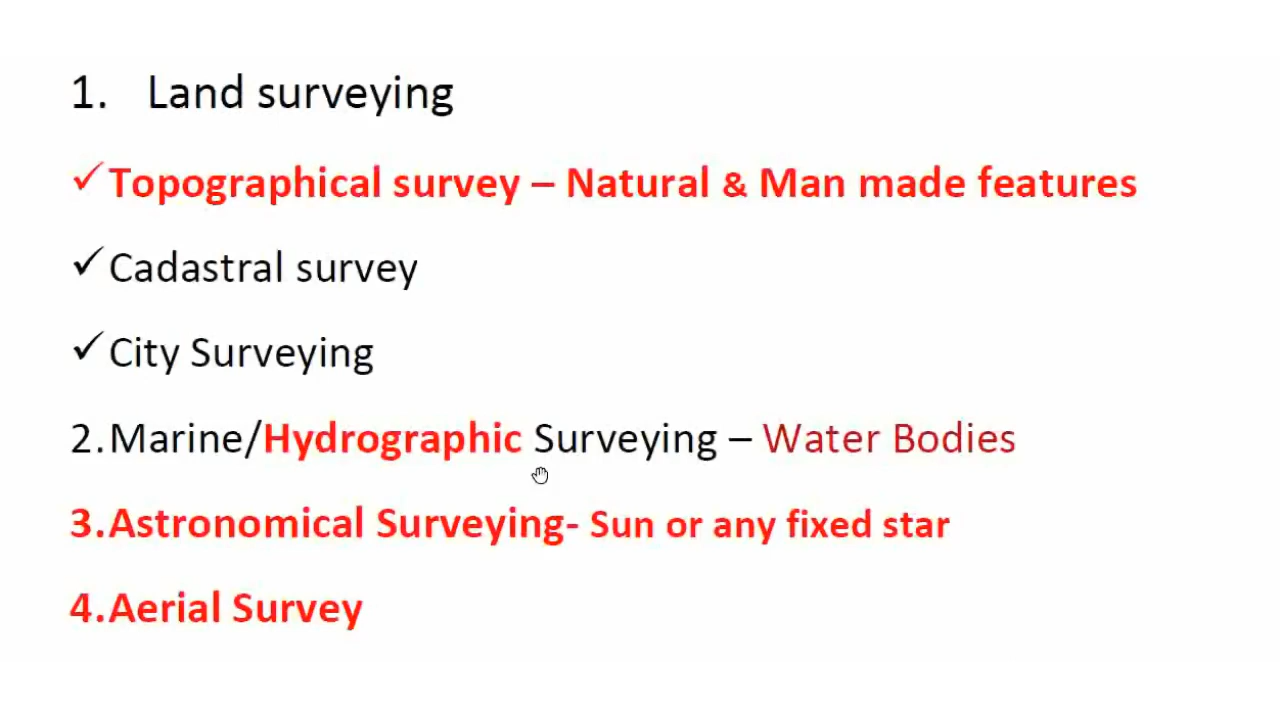 1. Land surveying
✓Topographical survey – Natural & Man made features
✓Cadastral survey
✓City Surveying
2.Marine/Hydrographic Surveying – Water Bodies
3.Astronomical Surveying- Sun or any fixed star
4.Aerial Survey